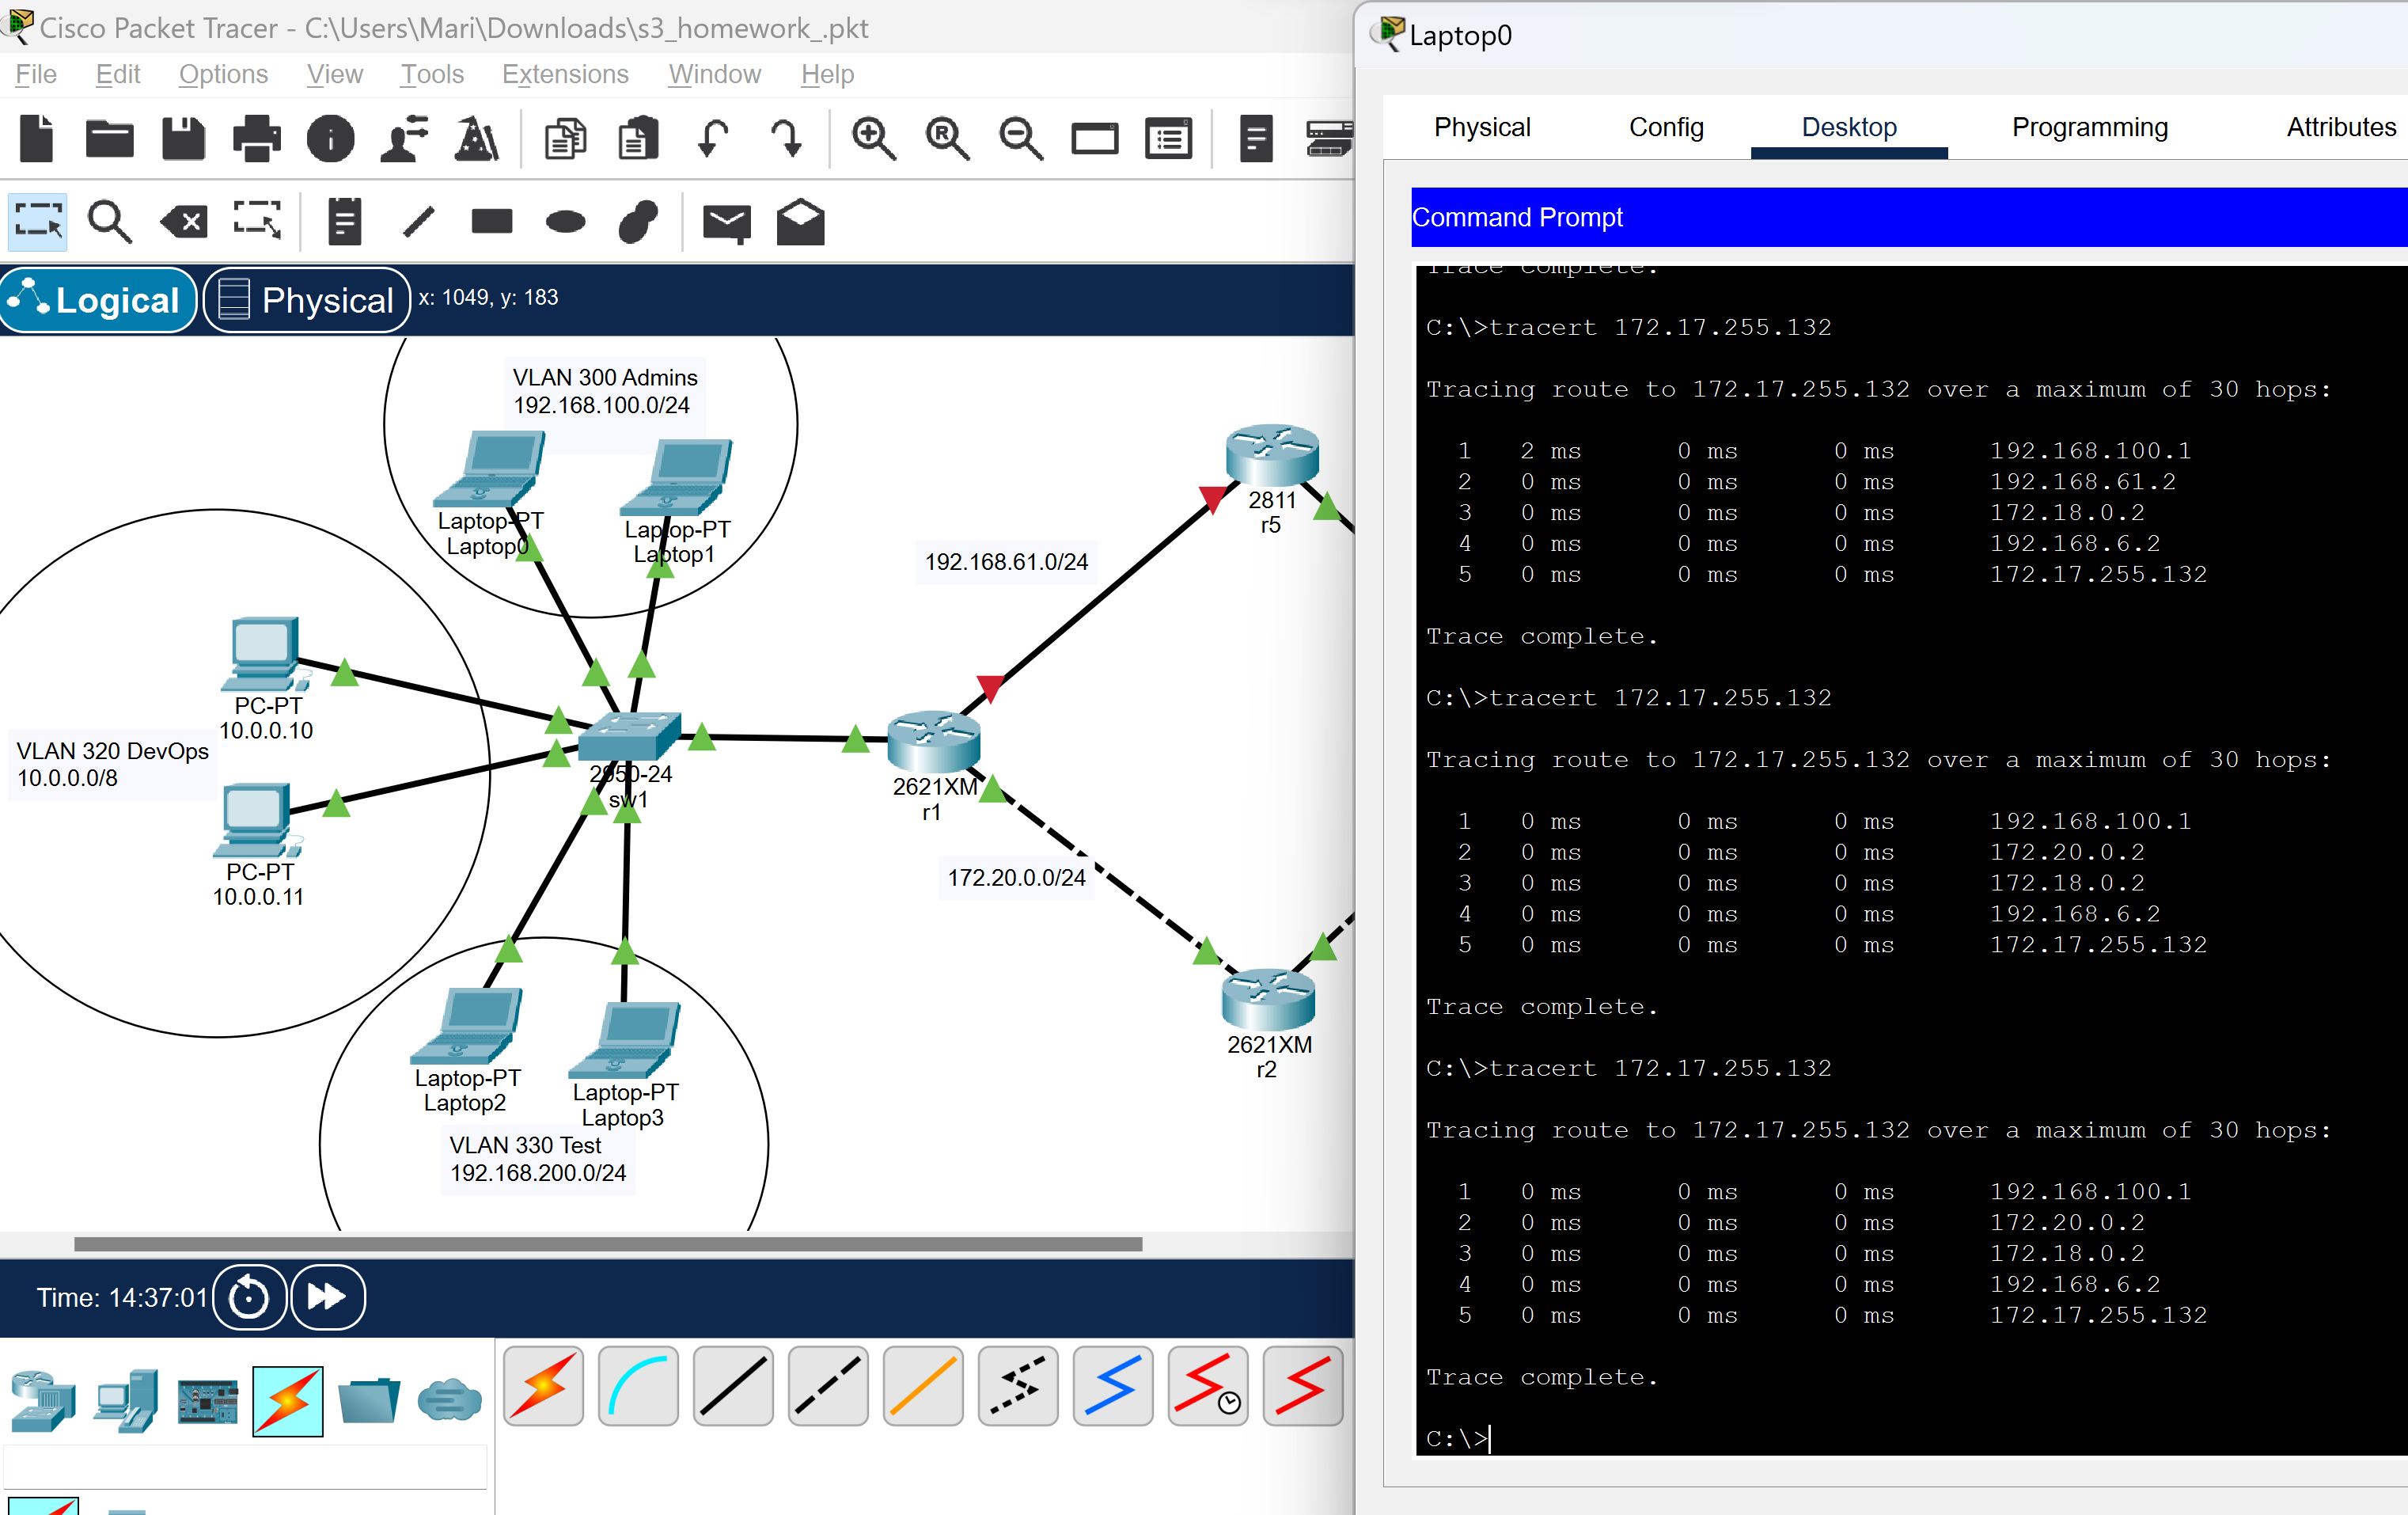 Cisco Packet Tracer - C:\Users\Mari\Downloads\s3_homework_.pkt
File Edit Options View Tools Extensions Window Help
Logical Physical x: 1049, y: 183
VLAN 300 Admins
192.168.100.0/24
Laptop-PT
Laptop0
Laptop-PT
Laptop1
2811
r5
192.168.61.0/24
PC-PT
10.0.0.10
VLAN 320 DevOps
10.0.0.0/8
PC-PT
10.0.0.11
2950-24
sw1
2621XM
r1
172.20.0.0/24
2621XM
r2
Laptop-PT
Laptop2
Laptop-PT
Laptop3
VLAN 330 Test
192.168.200.0/24
Time: 14:37:01
Laptop0
Physical Config Desktop Programming Attributes
Command Prompt
Trace complete.
C:\>tracert 172.17.255.132
Tracing route to 172.17.255.132 over a maximum of 30 hops:
1 2 ms 0 ms 0 ms 192.168.100.1
2 0 ms 0 ms 0 ms 192.168.61.2
3 0 ms 0 ms 0 ms 172.18.0.2
4 0 ms 0 ms 0 ms 192.168.6.2
5 0 ms 0 ms 0 ms 172.17.255.132
Trace complete.
C:\>tracert 172.17.255.132
Tracing route to 172.17.255.132 over a maximum of 30 hops:
1 0 ms 0 ms 0 ms 192.168.100.1
2 0 ms 0 ms 0 ms 172.20.0.2
3 0 ms 0 ms 0 ms 172.18.0.2
4 0 ms 0 ms 0 ms 192.168.6.2
5 0 ms 0 ms 0 ms 172.17.255.132
Trace complete.
C:\>tracert 172.17.255.132
Tracing route to 172.17.255.132 over a maximum of 30 hops:
1 0 ms 0 ms 0 ms 192.168.100.1
2 0 ms 0 ms 0 ms 172.20.0.2
3 0 ms 0 ms 0 ms 172.18.0.2
4 0 ms 0 ms 0 ms 192.168.6.2
5 0 ms 0 ms 0 ms 172.17.255.132
Trace complete.
C:\>